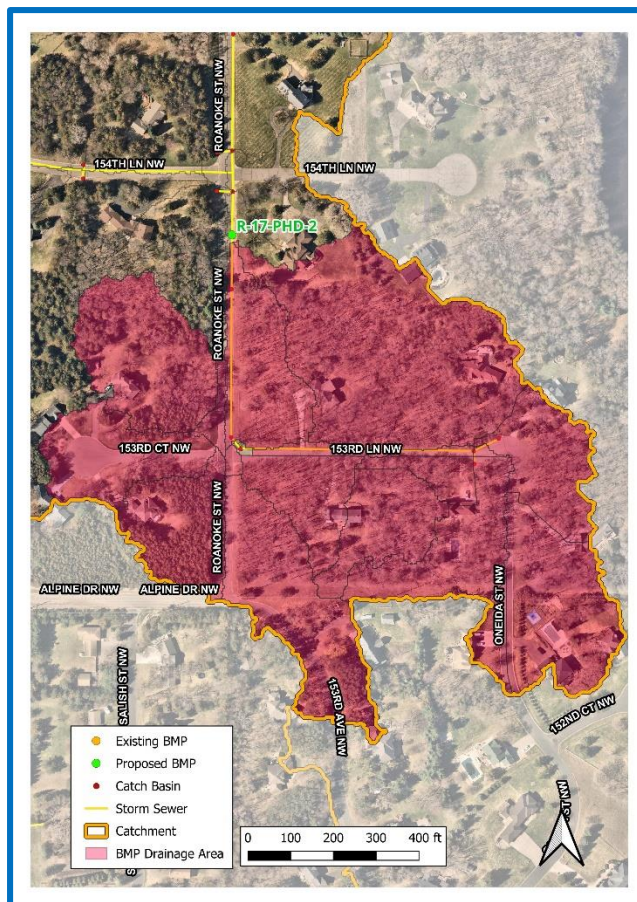 ROANOKE ST NW
154TH LN NW
154TH LN NW
R-17-PHD-2
ROANOKE ST NW
153RD CT NW
153RD LN NW
ROANOKE ST NW
ALPINE DR NW
ALPINE DR NW
ONEIDA ST NW
SALISH ST NW
153RD AVE NW
152ND CT NW
ST NW
Existing BMP
Proposed BMP
Catch Basin
Storm Sewer
Catchment
BMP Drainage Area
0 100 200 300 400 ft